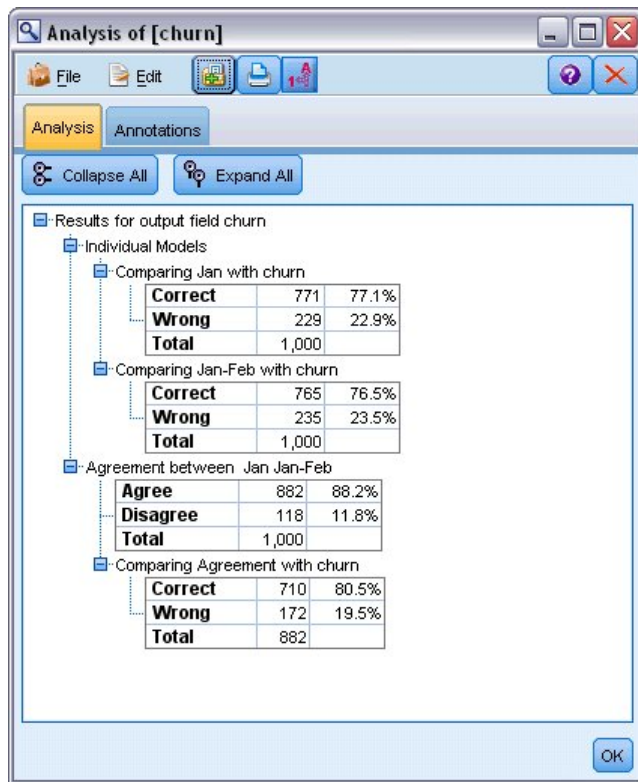 Analysis of [churn]
File Edit
Analysis Annotations
Collapse All Expand All
Results for output field churn
Individual Models
Comparing Jan with churn
Correct 771 77.1%
Wrong 229 22.9%
Total 1,000
Comparing Jan-Feb with churn
Correct 765 76.5%
Wrong 235 23.5%
Total 1,000
Agreement between Jan Jan-Feb
Agree 882 88.2%
Disagree 118 11.8%
Total 1,000
Comparing Agreement with churn
Correct 710 80.5%
Wrong 172 19.5%
Total 882
OK